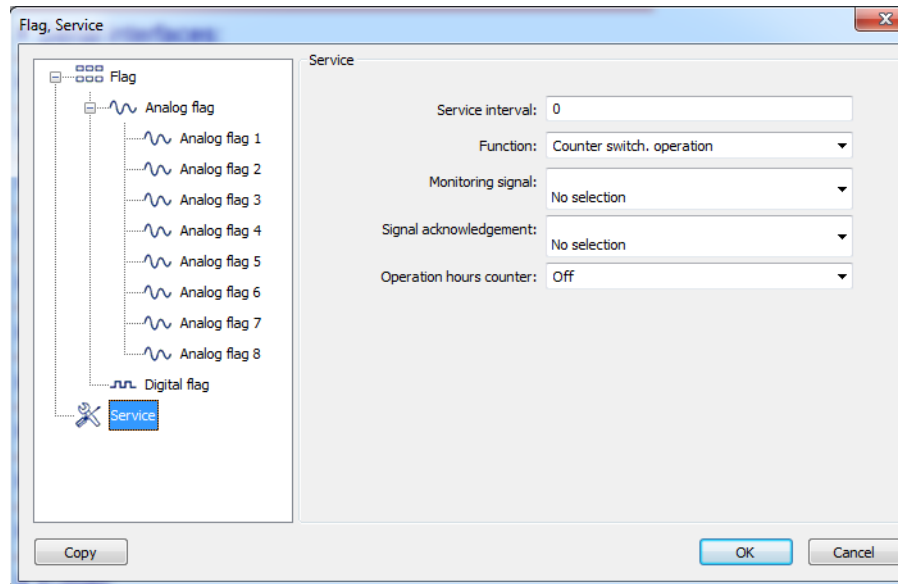 Flag, Service
Serial interfaces:
Flag
Analog flag
Analog flag 1
Analog flag 2
Analog flag 3
Analog flag 4
Analog flag 5
Analog flag 6
Analog flag 7
Analog flag 8
Digital flag
Service
Service
Service interval: 0
Function: Counter switch. operation
Monitoring signal: No selection
Signal acknowledgement: No selection
Operation hours counter: Off
Copy
OK
Cancel